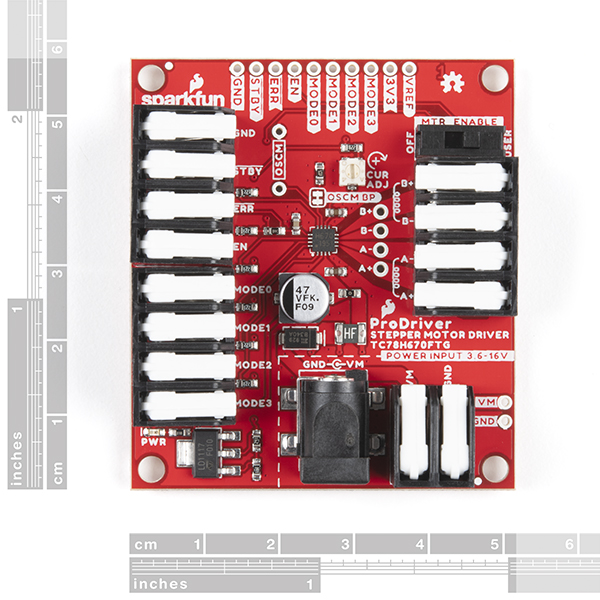 GND
STBY
ERR
EN
MODE0
MODE1
MODE2
MODE3
3V3
VREF
sparkfun
MTR ENABLE
OFF
USER
GND
STBY
ERR
EN
MODE0
MODE1
MODE2
MODE3
OSCM
CUR
ADJ
OSCM BP
B+
B-
A-
A+
B+
B-
A-
A+
47
VFK.
F09
HF
ProDriver
STEPPER MOTOR DRIVER
TC78H670FTG
POWER INPUT 3.6-16V
GND
VM
VM
GND
VM
GND
PWR
LD1117
inches
1
2
cm
1
2
3
4
5
6
cm
1
2
3
4
5
6
inches
1